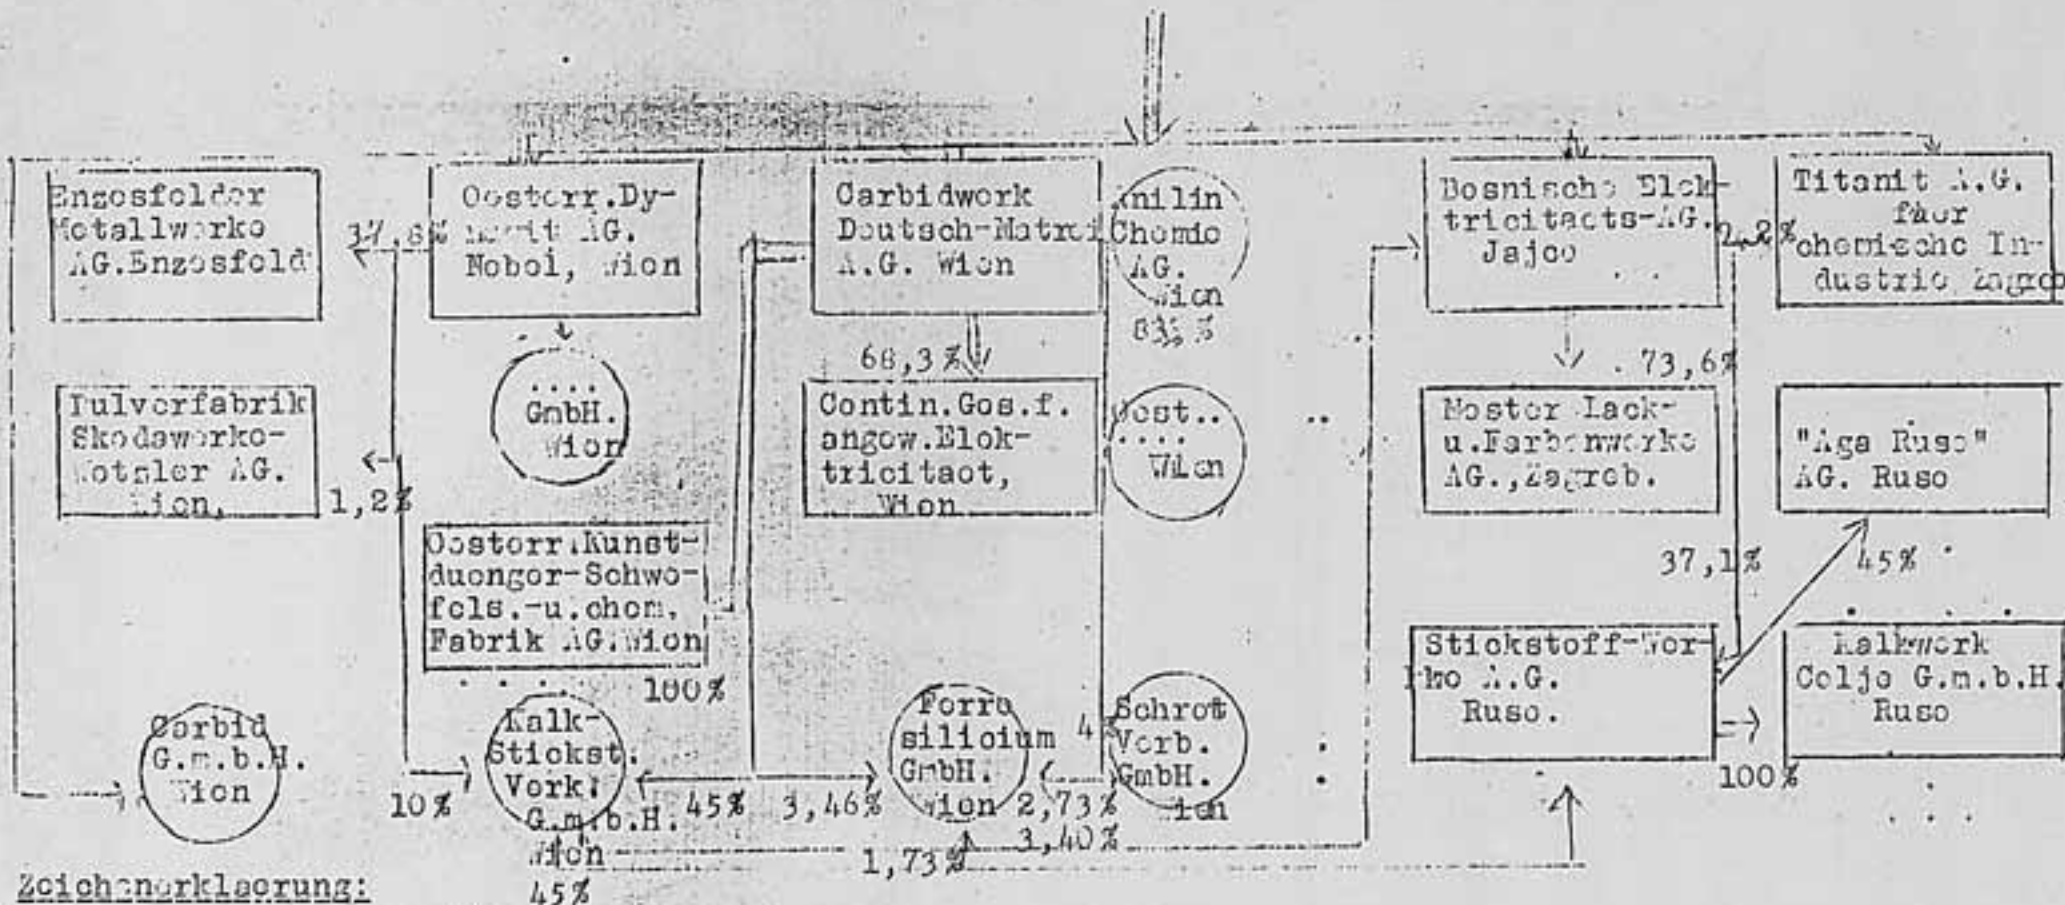 Enzesfelder
Metallwerke
AG.Enzesfeld
37,8%
Oesterr.Dy-
namit AG.
Nobel, Wien
Carbidwerk
Deutsch-Matrei
A.G. Wien
Anilin
Chemie
AG.
Wien
Bosnische Elek-
tricitaets-AG.
Jajce
Titanit A.G.
fuer
chemische In-
dustrie Zagreb
Pulverfabrik
Skodawerke-
Wetzler AG.
Wien,
1,2%
....
GmbH.
Wien
68,3%
Contin.Ges.f.
angew.Elek-
tricitaet,
Wien
Oest..
....
Wien
73,6%
Moster Lack-
u.Farbenwerke
AG.,Zagreb.
"Aga Ruse"
AG. Ruse
Oesterr.Kunst-
duenger-Schwe-
fels.-u.chem.
Fabrik AG.Wien
100%
37,1%
45%
Carbid
G.m.b.H.
Wien
10%
Kalk-
Stickst.
Verk.
G.m.b.H.
Wien
45%
45%
3,46%
Ferro
silicium
GmbH.
Wien
1,73%
2,73%
3,40%
Schrott
Verb.
GmbH.
Wien
Stickstoff-Wer-
ke A.G.
Ruse.
100%
Kalkwerk
Celje G.m.b.H.
Ruse
Zeichenerklaerung: